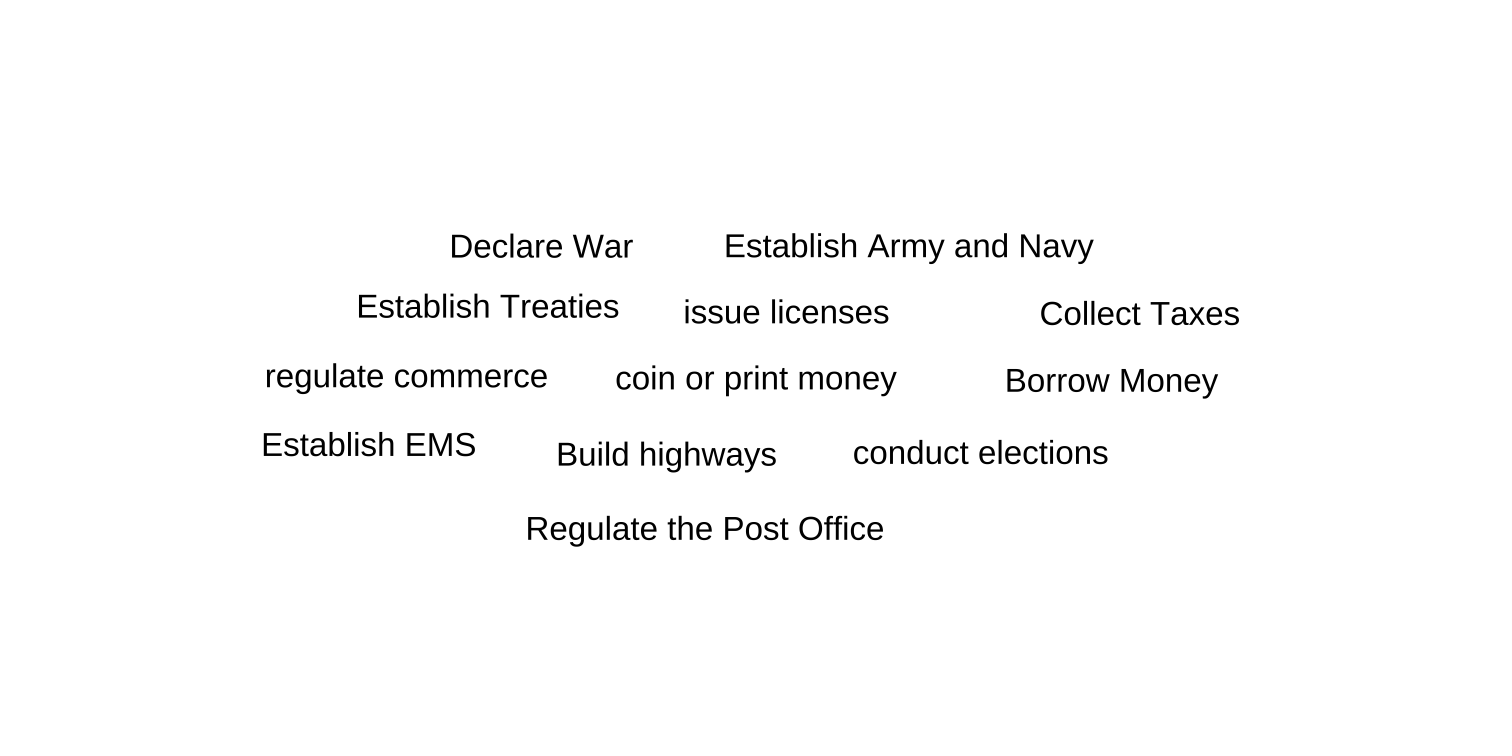 Declare War Establish Army and Navy
Establish Treaties issue licenses Collect Taxes
regulate commerce coin or print money Borrow Money
Establish EMS Build highways conduct elections
Regulate the Post Office